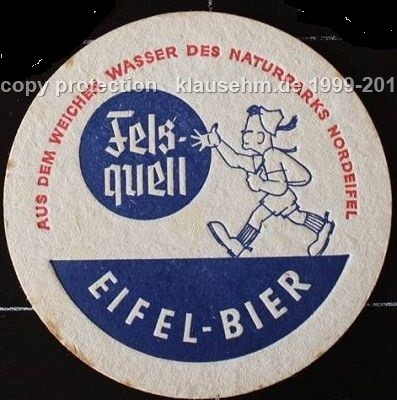 AUS DEM WEICHEN WASSER DES NATURPARKS NORDEIFEL
copy protection klausehm.de 1999-201
Fels-
quell
EIFEL-BIER